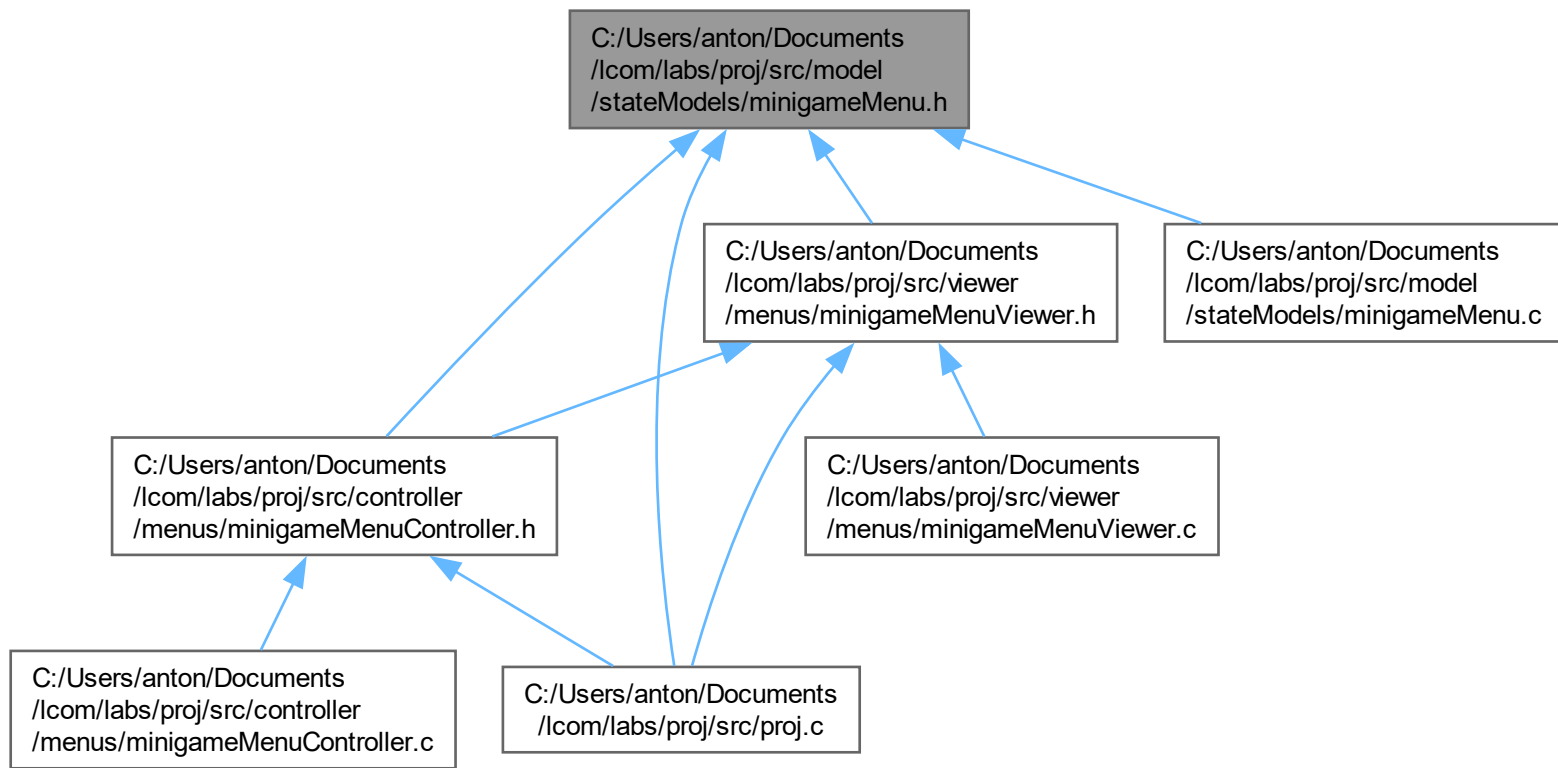 C:/Users/anton/Documents
/lcom/labs/proj/src/model
/stateModels/minigameMenu.h
C:/Users/anton/Documents
/lcom/labs/proj/src/viewer
/menus/minigameMenuViewer.h
C:/Users/anton/Documents
/lcom/labs/proj/src/model
/stateModels/minigameMenu.c
C:/Users/anton/Documents
/lcom/labs/proj/src/controller
/menus/minigameMenuController.h
C:/Users/anton/Documents
/lcom/labs/proj/src/viewer
/menus/minigameMenuViewer.c
C:/Users/anton/Documents
/lcom/labs/proj/src/controller
/menus/minigameMenuController.c
C:/Users/anton/Documents
/lcom/labs/proj/src/proj.c